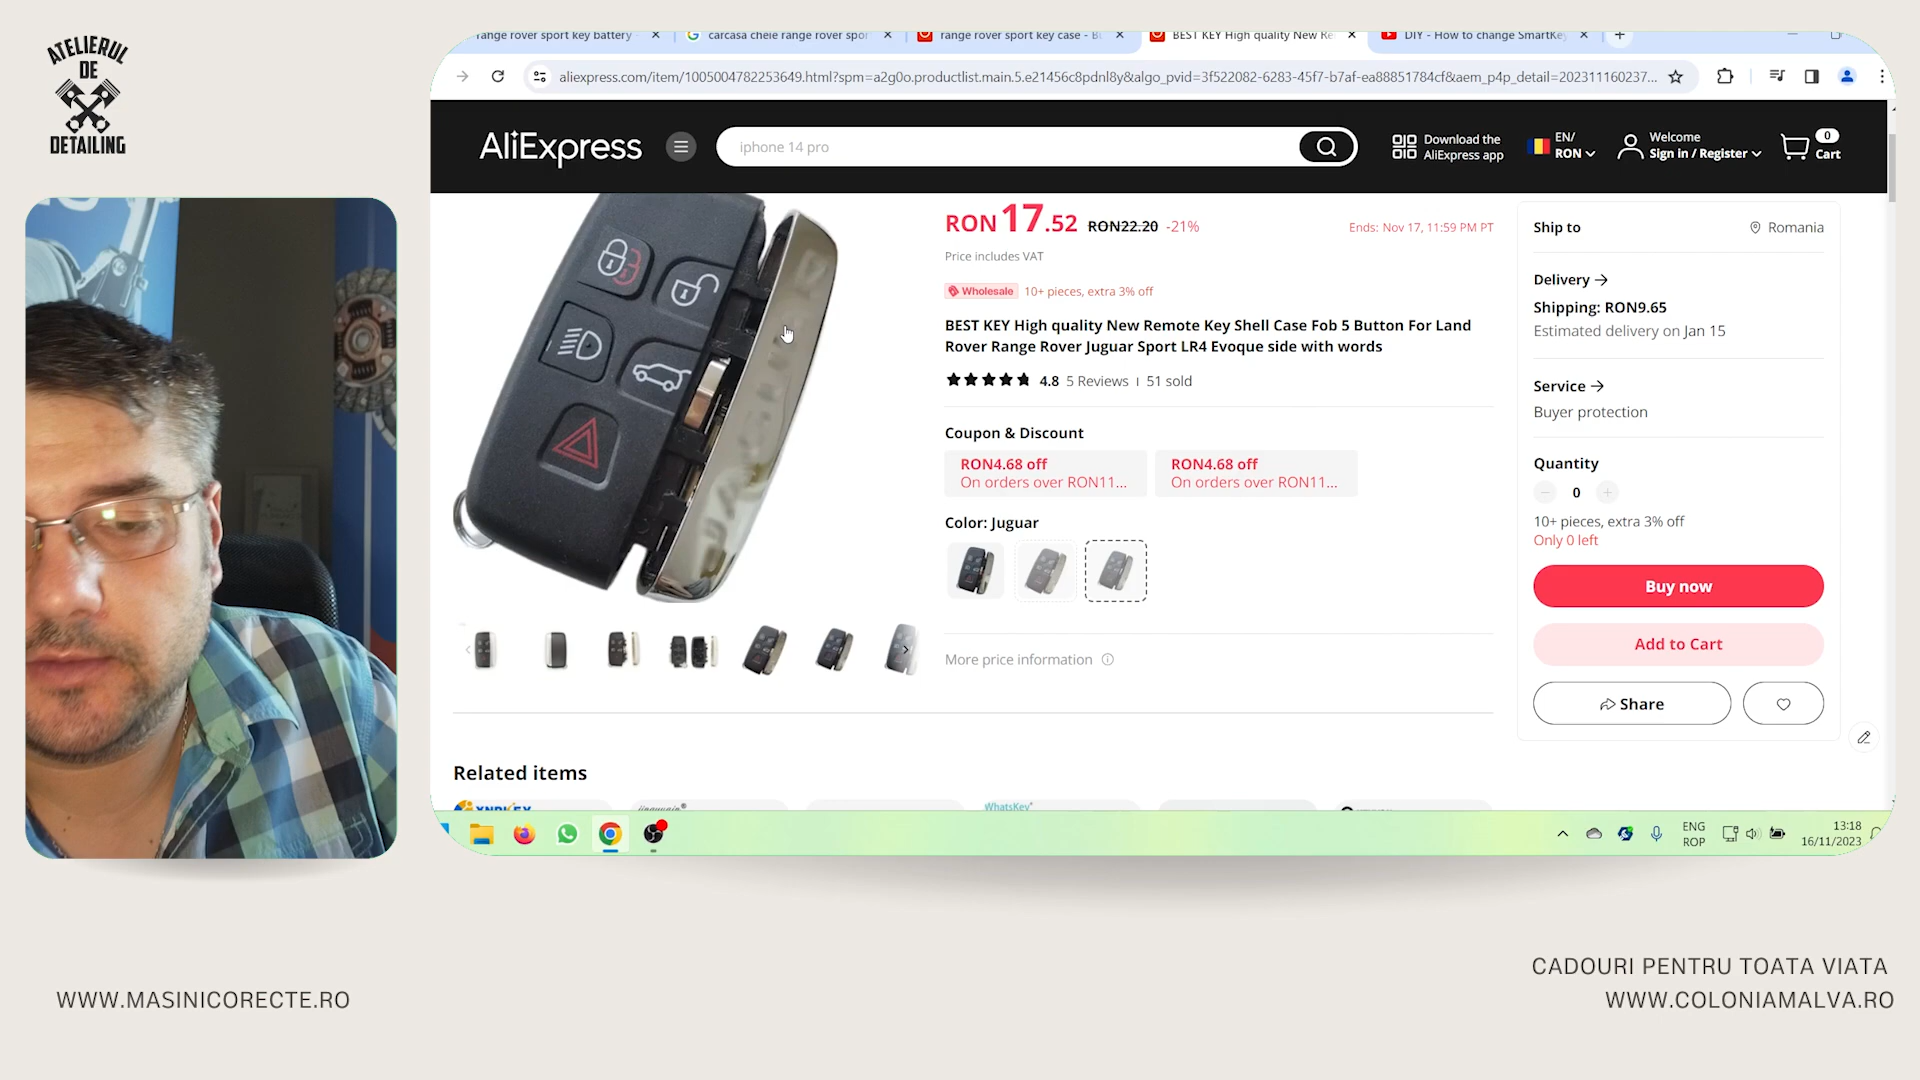 ATELIERUL
DE
DETAILING
range rover sport key battery
carcasa cheie range rover spor
range rover sport key case -
BEST KEY High quality New Re
DIY - How to change SmartKe
aliexpress.com/item/1005004782253649.html?spm=a2g0o.productlist.main.5.e21456c8pdnl8y&algo_pvid=3f522082-6283-45f7-b7af-ea88851784cf&aem_p4p_detail=202311160237...
AliExpress
iphone 14 pro
Download the
AliExpress app
EN/
RON
Welcome
Sign in / Register
0
Cart
RON 17.52 RON22.20 -21%
Ends: Nov 17, 11:59 PM PT
Price includes VAT
Wholesale 10+ pieces, extra 3% off
BEST KEY High quality New Remote Key Shell Case Fob 5 Button For Land
Rover Range Rover Juguar Sport LR4 Evoque side with words
4.8 5 Reviews 51 sold
Coupon & Discount
RON4.68 off
On orders over RON11...
RON4.68 off
On orders over RON11...
Color: Juguar
More price information
Ship to
Romania
Delivery
Shipping: RON9.65
Estimated delivery on Jan 15
Service
Buyer protection
Quantity
0
10+ pieces, extra 3% off
Only 0 left
Buy now
Add to Cart
Share
Related items
WhatsKey
ENG
ROP
13:18
16/11/2023
WWW.MASINICORECTE.RO
CADOURI PENTRU TOATA VIATA
WWW.COLONIAMALVA.RO